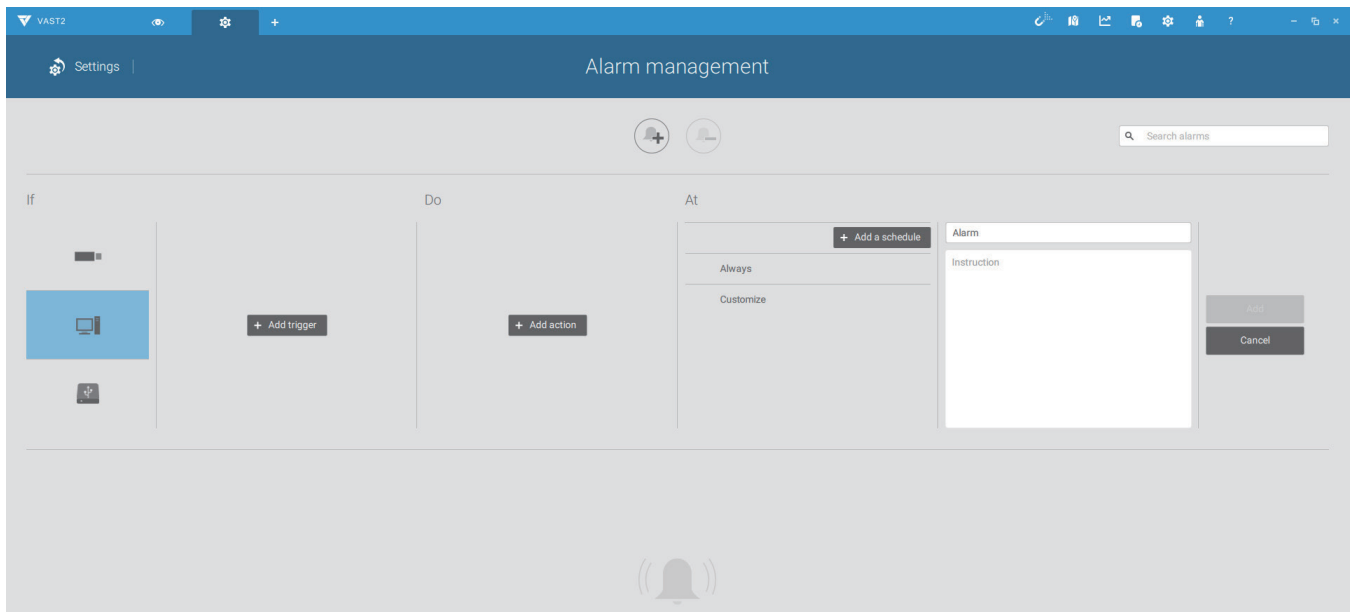 VAST2
+
?
Settings
Alarm management
Search alarms
If
Do
At
+ Add a schedule
Alarm
Always
Instruction
Customize
Add
+ Add trigger
+ Add action
Cancel